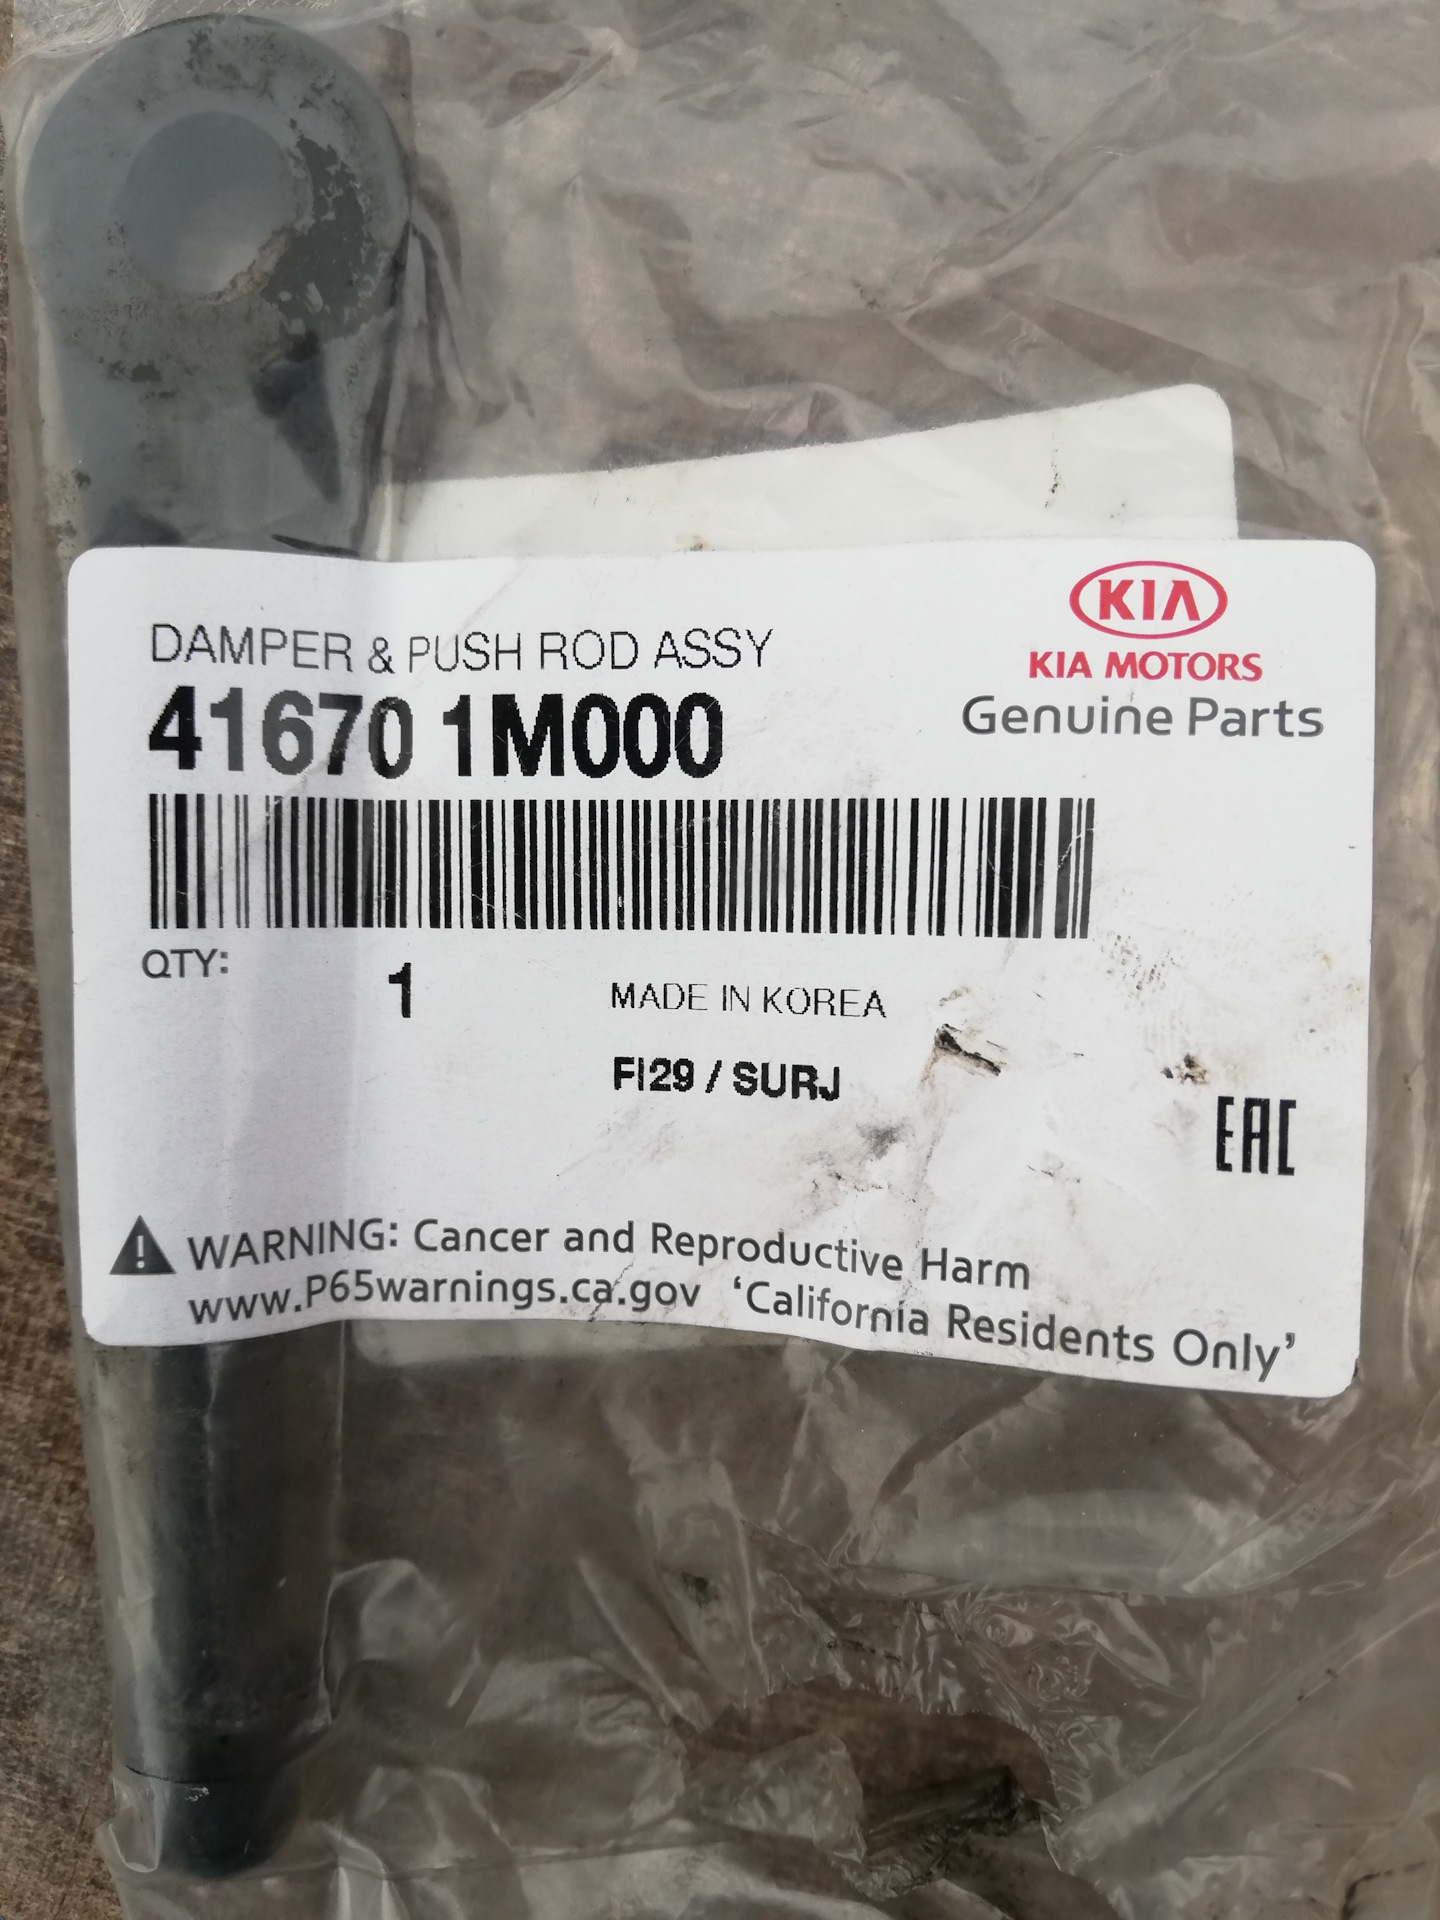 DAMPER & PUSH ROD ASSY
41670 1M000
KIA
KIA MOTORS
Genuine Parts
QTY: 1
MADE IN KOREA
FI29 / SURJ
EAC
WARNING: Cancer and Reproductive Harm
www.P65warnings.ca.gov ‘California Residents Only’